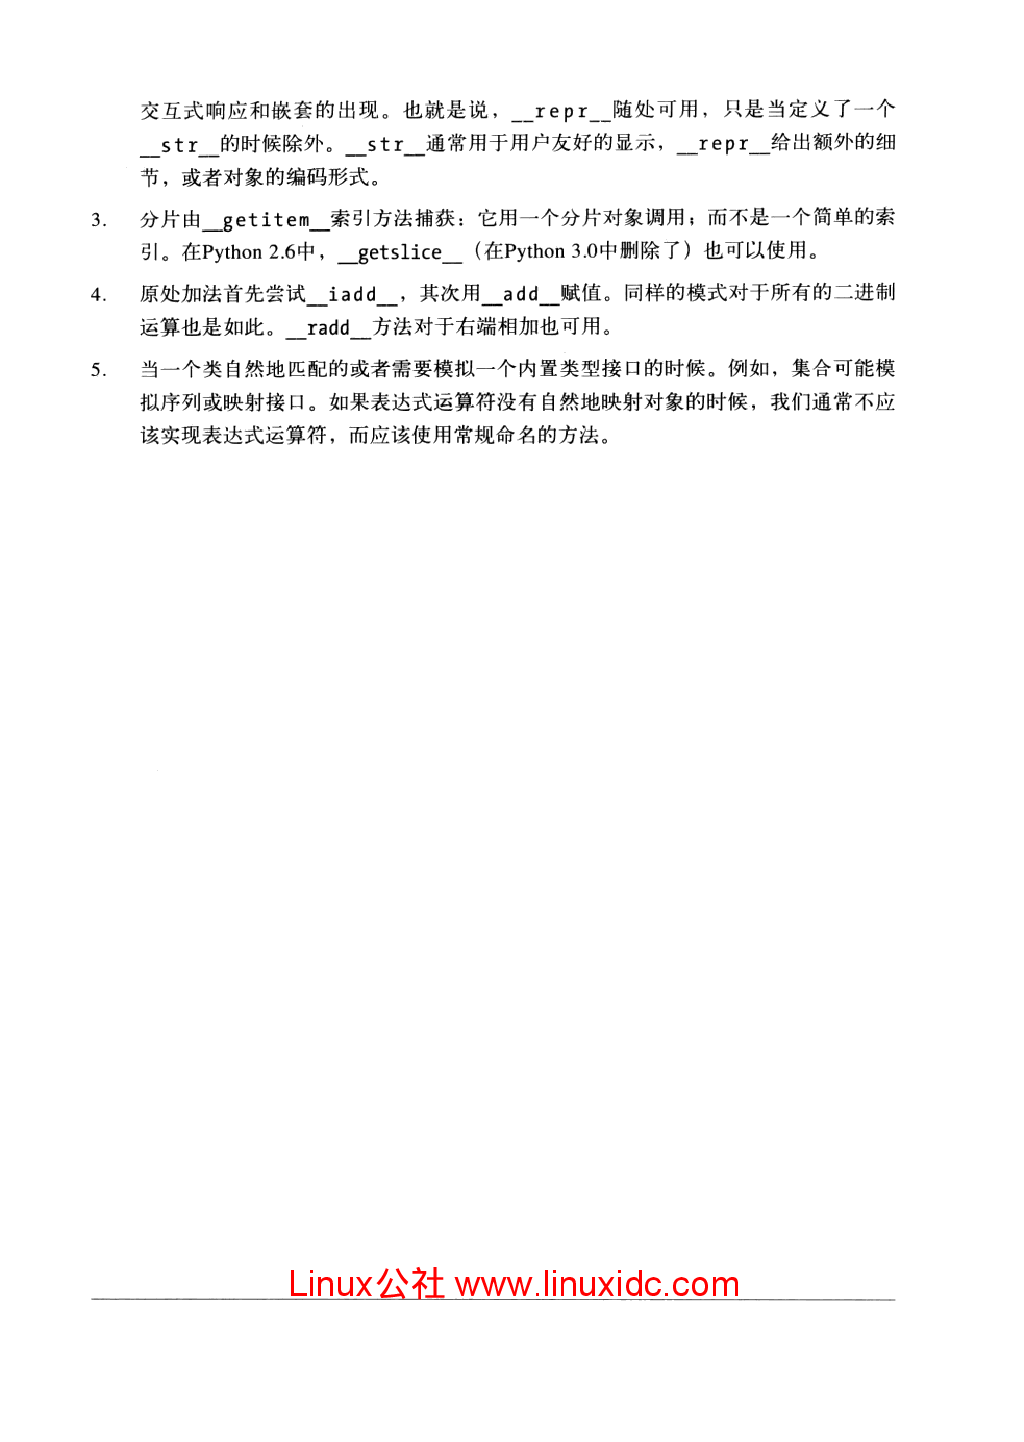 交互式响应和嵌套的出现。也就是说，__repr__随处可用，只是当定义了一个
__str__的时候除外。__str__通常用于用户友好的显示，__repr__给出额外的细
节，或者对象的编码形式。
3. 分片由__getitem__索引方法捕获：它用一个分片对象调用；而不是一个简单的索
引。在Python 2.6中，__getslice__（在Python 3.0中删除了）也可以使用。
4. 原处加法首先尝试__iadd__，其次用__add__赋值。同样的模式对于所有的二进制
运算也是如此。__radd__方法对于右端相加也可用。
5. 当一个类自然地匹配的或者需要模拟一个内置类型接口的时候。例如，集合可能模
拟序列或映射接口。如果表达式运算符没有自然地映射对象的时候，我们通常不应
该实现表达式运算符，而应该使用常规命名的方法。
Linux公社 www.linuxidc.com